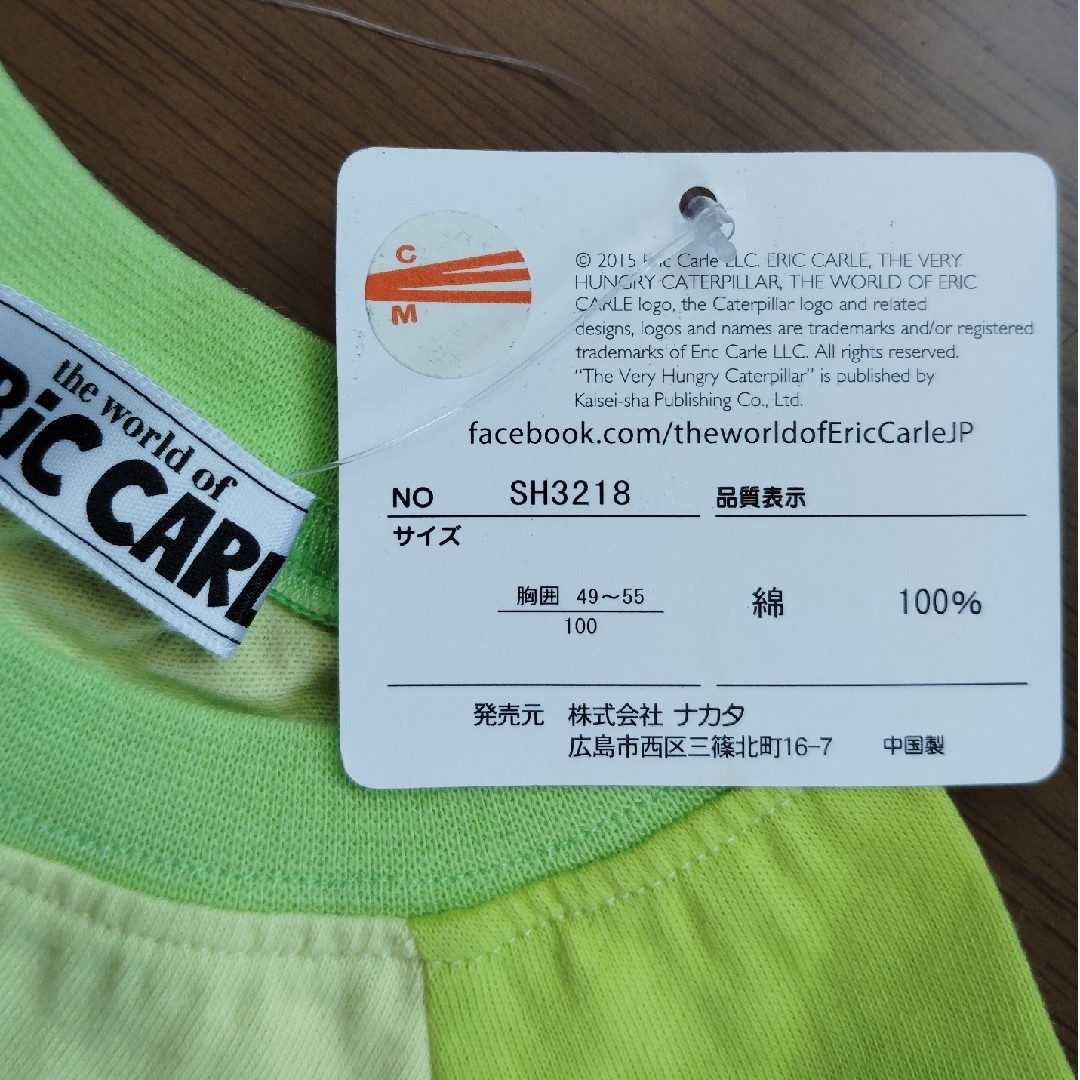 the world of
ERiC CARLE
C
M
© 2015 Eric Carle LLC. ERIC CARLE, THE VERY
HUNGRY CATERPILLAR, THE WORLD OF ERIC
CARLE logo, the Caterpillar logo and related
designs, logos and names are trademarks and/or registered
trademarks of Eric Carle LLC. All rights reserved.
“The Very Hungry Caterpillar” is published by
Kaisei-sha Publishing Co., Ltd.
facebook.com/theworldofEricCarleJP
NO SH3218 品質表示
サイズ
胸囲 49～55
100
綿 100%
発売元 株式会社 ナカタ
広島市西区三篠北町16-7 中国製